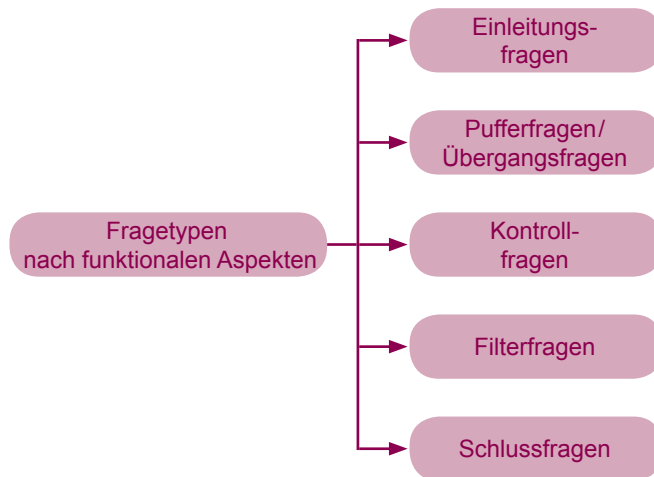 Einleitungs-
fragen
Pufferfragen/
Übergangsfragen
Fragetypen
nach funktionalen Aspekten
Kontroll-
fragen
Filterfragen
Schlussfragen